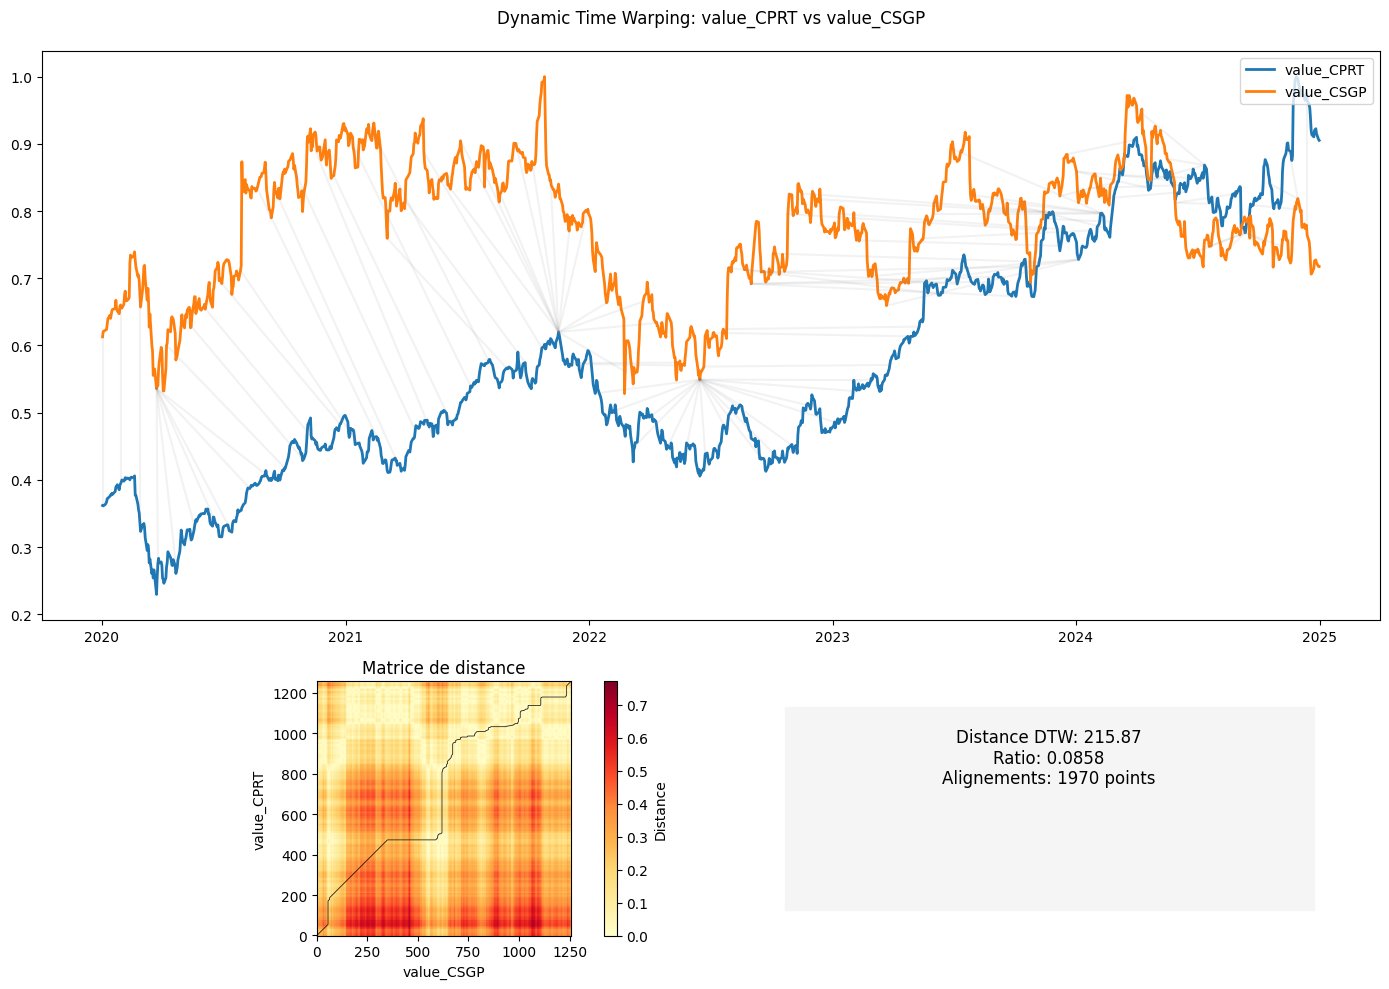 Dynamic Time Warping: value_CPRT vs value_CSGP
value_CPRT
value_CSGP
1.0
0.9
0.8
0.7
0.6
0.5
0.4
0.3
0.2
2020 2021 2022 2023 2024 2025
Matrice de distance
value_CPRT
1200
1000
800
600
400
200
0
0 250 500 750 1000 1250
value_CSGP
0.7
0.6
0.5
0.4
0.3
0.2
0.1
0.0
Distance
Distance DTW: 215.87
Ratio: 0.0858
Alignements: 1970 points